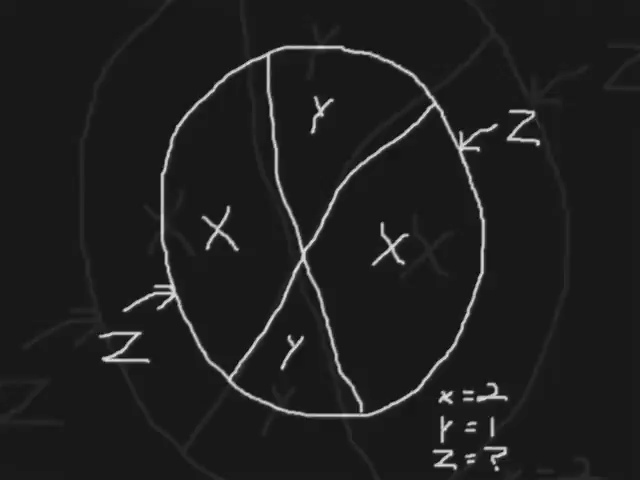 Y
Z
X
X
Z
Y
x = 2
Y = 1
Z = ?